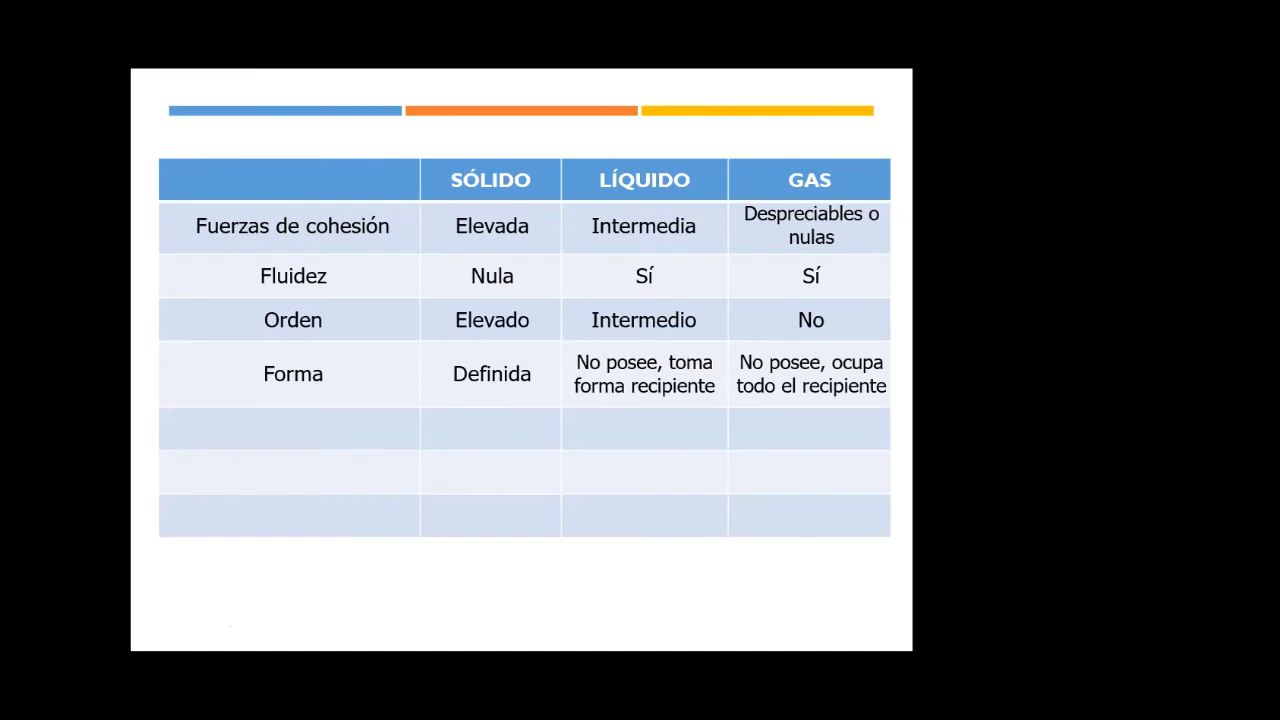 SÓLIDO LÍQUIDO GAS
Fuerzas de cohesión Elevada Intermedia Despreciables o
nulas
Fluidez Nula Sí Sí
Orden Elevado Intermedio No
Forma Definida No posee, toma
forma recipiente No posee, ocupa
todo el recipiente